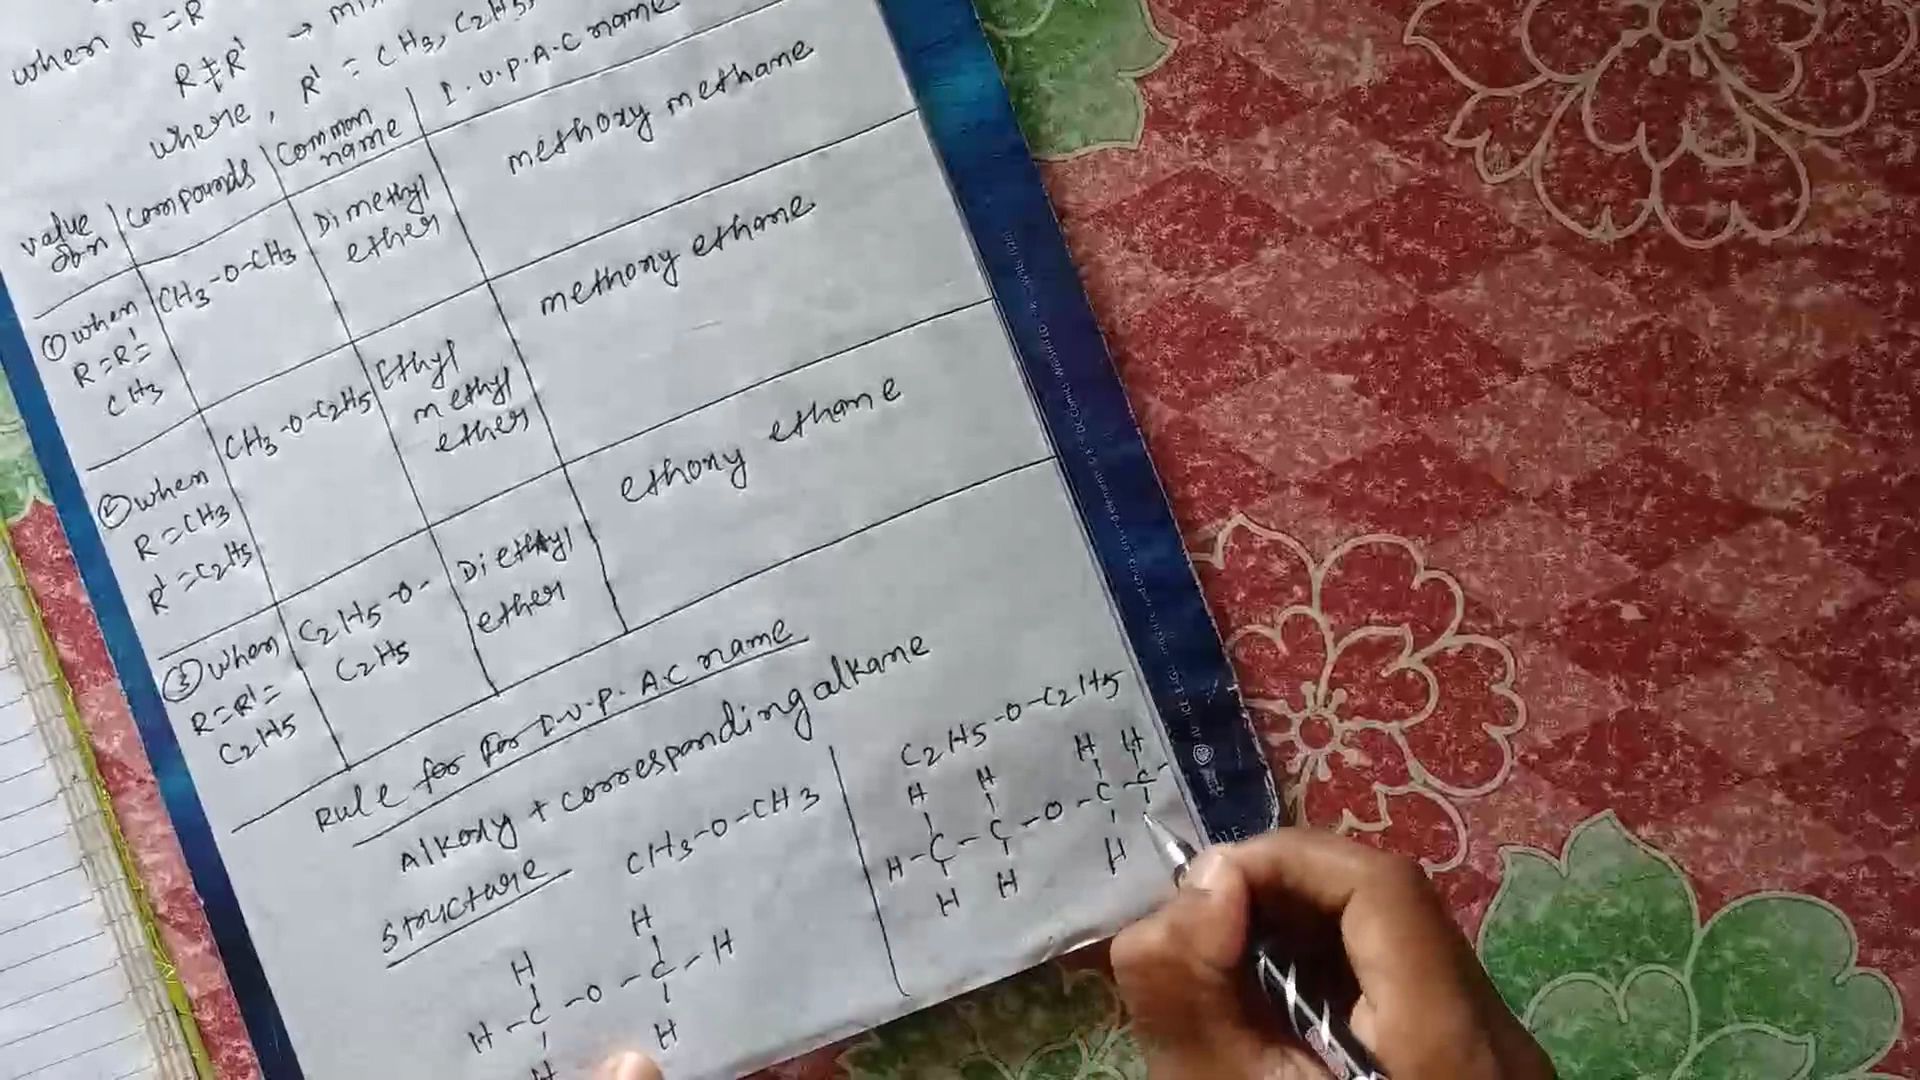 when R=R'
R≠R' →
where, R' = CH3, C2H5,
value of n
compounds
Common name
I.U.P.A.C name
① when R=R'= CH3
CH3-O-CH3
Dimethyl ether
methoxy methane
② when R=CH3 R'=C2H5
CH3-O-C2H5
Ethyl methyl ether
methoxy ethane
③ when R=R'= C2H5
C2H5-O-C2H5
Diethyl ether
ethoxy ethane
Rule for For I.U.P.A.C name
Alkoxy + corresponding alkane
structure
CH3-O-CH3
H H
H-C-O-C-H
H H
C2H5-O-C2H5
H H H H
H-C-C-O-C-C-
H H H